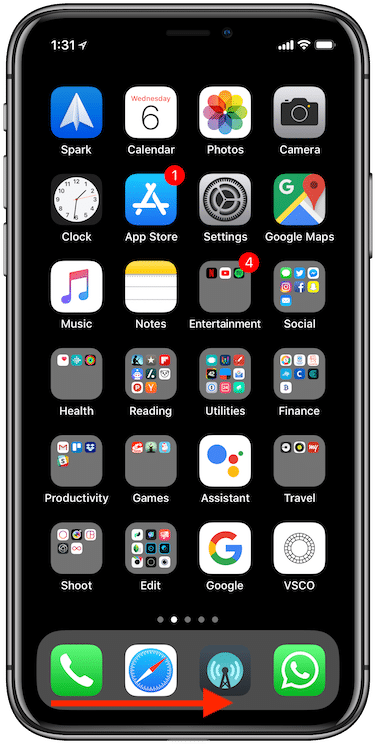 1:31
Wednesday
6
Spark Calendar Photos Camera
1
Clock App Store Settings Google Maps
4
Music Notes Entertainment Social
Health Reading Utilities Finance
Productivity Games Assistant Travel
Shoot Edit Google VSCO